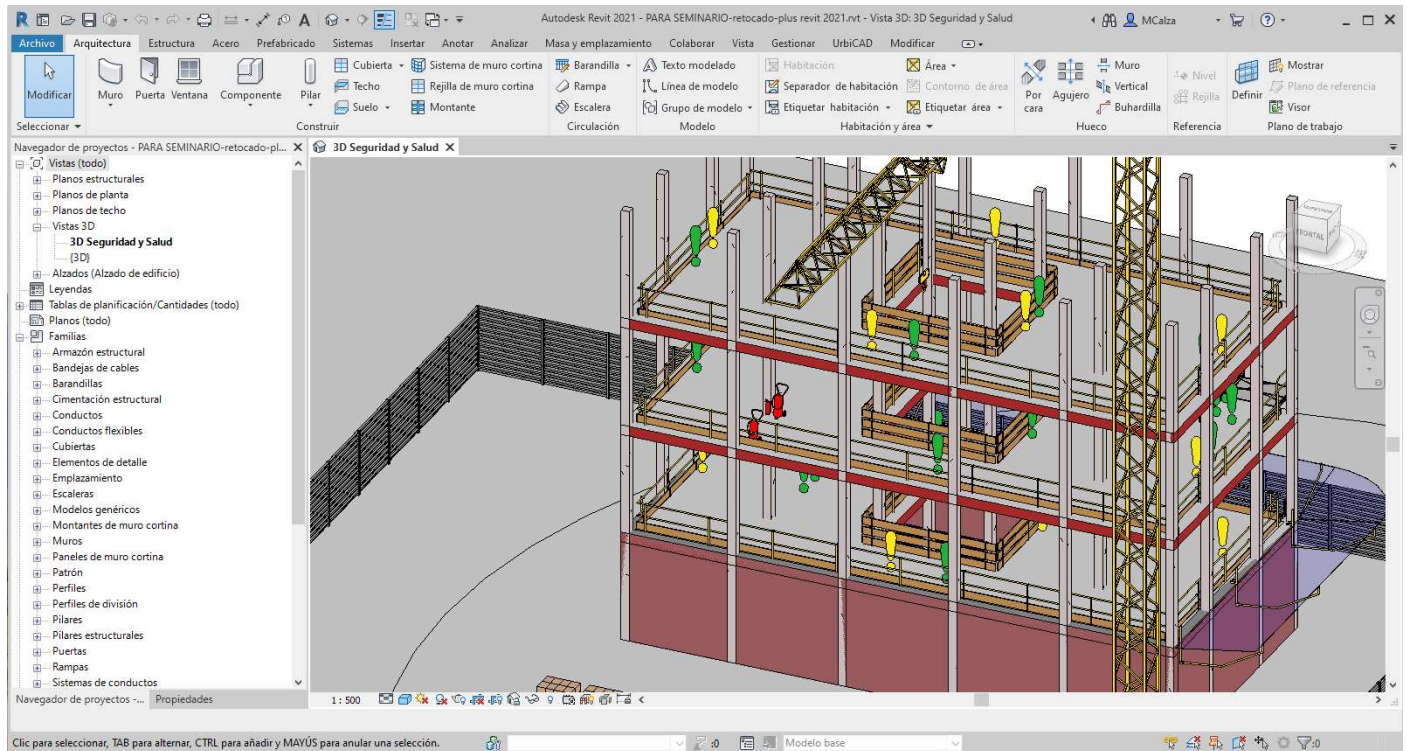 Autodesk Revit 2021 - PARA SEMINARIO-retocado-plus revit 2021.rvt - Vista 3D: 3D Seguridad y Salud
MCalza
Archivo Arquitectura Estructura Acero Prefabricado Sistemas Insertar Anotar Analizar Masa y emplazamiento Colaborar Vista Gestionar UrbiCAD Modificar
Modificar
Muro Puerta Ventana Componente Pilar
Cubierta Sistema de muro cortina
Techo Rejilla de muro cortina
Suelo Montante
Barandilla
Rampa
Escalera
Texto modelado
Línea de modelo
Grupo de modelo
Habitación Área
Separador de habitación Contorno de área
Etiquetar habitación Etiquetar área
Por cara
Agujero
Muro
Vertical
Buhardilla
Nivel
Rejilla
Definir
Mostrar
Plano de referencia
Visor
Seleccionar Construir Circulación Modelo Habitación y área Hueco Referencia Plano de trabajo
Navegador de proyectos - PARA SEMINARIO-retocado-pl...
3D Seguridad y Salud
Vistas (todo)
Planos estructurales
Planos de planta
Planos de techo
Vistas 3D
3D Seguridad y Salud
{3D}
Alzados (Alzado de edificio)
Leyendas
Tablas de planificación/Cantidades (todo)
Planos (todo)
Familias
Armazón estructural
Bandejas de cables
Barandillas
Cimentación estructural
Conductos
Conductos flexibles
Cubiertas
Elementos de detalle
Emplazamiento
Escaleras
Modelos genéricos
Montantes de muro cortina
Muros
Paneles de muro cortina
Patrón
Perfiles
Perfiles de división
Pilares
Pilares estructurales
Puertas
Rampas
Sistemas de conductos
FRONTAL
Navegador de proyectos -... Propiedades
1 : 500
Clic para seleccionar, TAB para alternar, CTRL para añadir y MAYÚS para anular una selección.
:0
Modelo base
:0